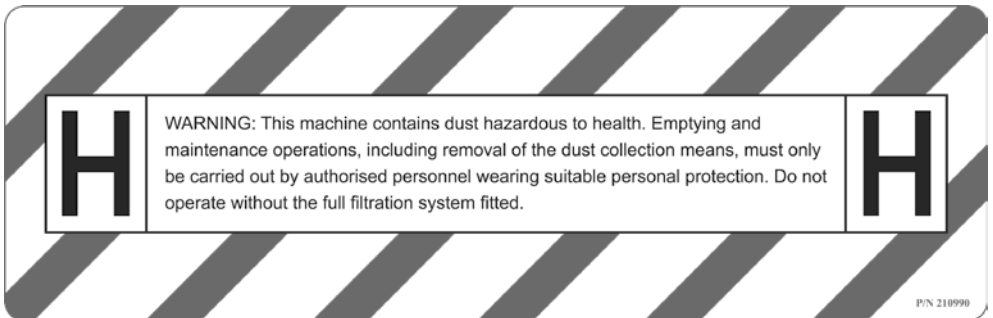 H
WARNING: This machine contains dust hazardous to health. Emptying and
maintenance operations, including removal of the dust collection means, must only
be carried out by authorised personnel wearing suitable personal protection. Do not
operate without the full filtration system fitted.
H
P/N 210990